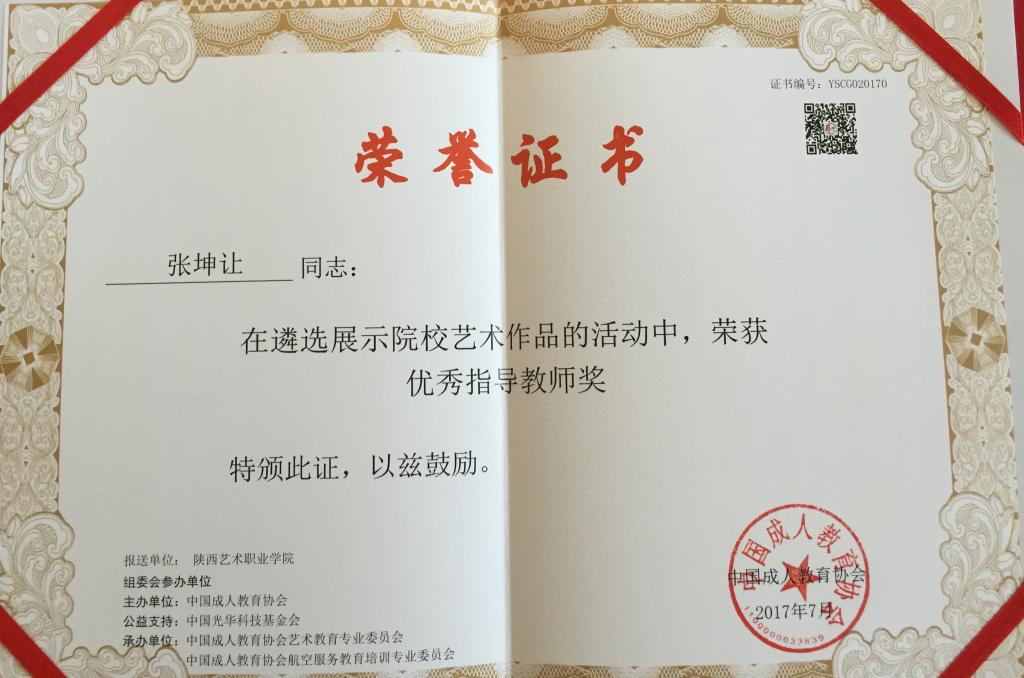 证书编号：YSCG020170
荣誉证书
张坤让 同志：
在遴选展示院校艺术作品的活动中，荣获
优秀指导教师奖
特颁此证，以兹鼓励。
报送单位： 陕西艺术职业学院
组委会参办单位
主办单位：中国成人教育协会
公益支持：中国光华科技基金会
承办单位：中国成人教育协会艺术教育专业委员会
中国成人教育协会航空服务教育培训专业委员会
中国成人教育协会
2017年7月
中国成人教育协会
1100000033839